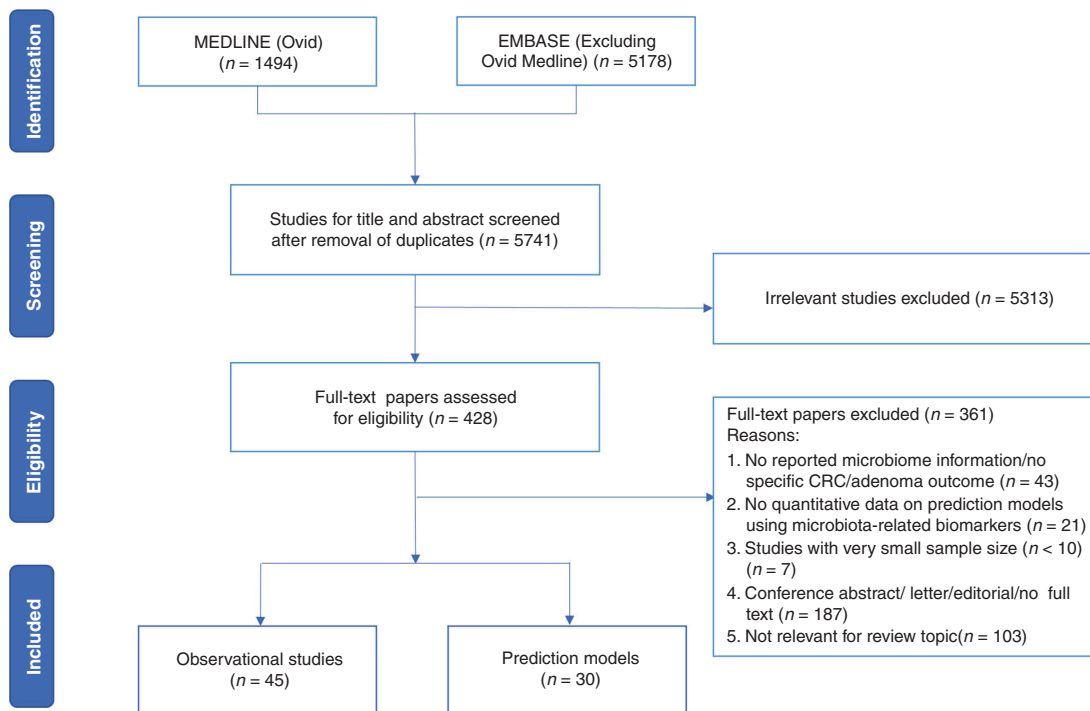 Identification
MEDLINE (Ovid)
(n = 1494)
EMBASE (Excluding
Ovid Medline) (n = 5178)
Screening
Studies for title and abstract screened
after removal of duplicates (n = 5741)
Irrelevant studies excluded (n = 5313)
Eligibility
Full-text papers assessed
for eligibility (n = 428)
Full-text papers excluded (n = 361)
Reasons:
1. No reported microbiome information/no
specific CRC/adenoma outcome (n = 43)
2. No quantitative data on prediction models
using microbiota-related biomarkers (n = 21)
3. Studies with very small sample size (n < 10)
(n = 7)
4. Conference abstract/ letter/editorial/no full
text (n = 187)
5. Not relevant for review topic(n = 103)
Included
Observational studies
(n = 45)
Prediction models
(n = 30)